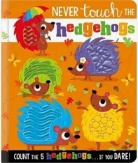 NEVER touch THE
hedgehogs
COUNT THE 5 hedgehogs... IF YOU DARE!